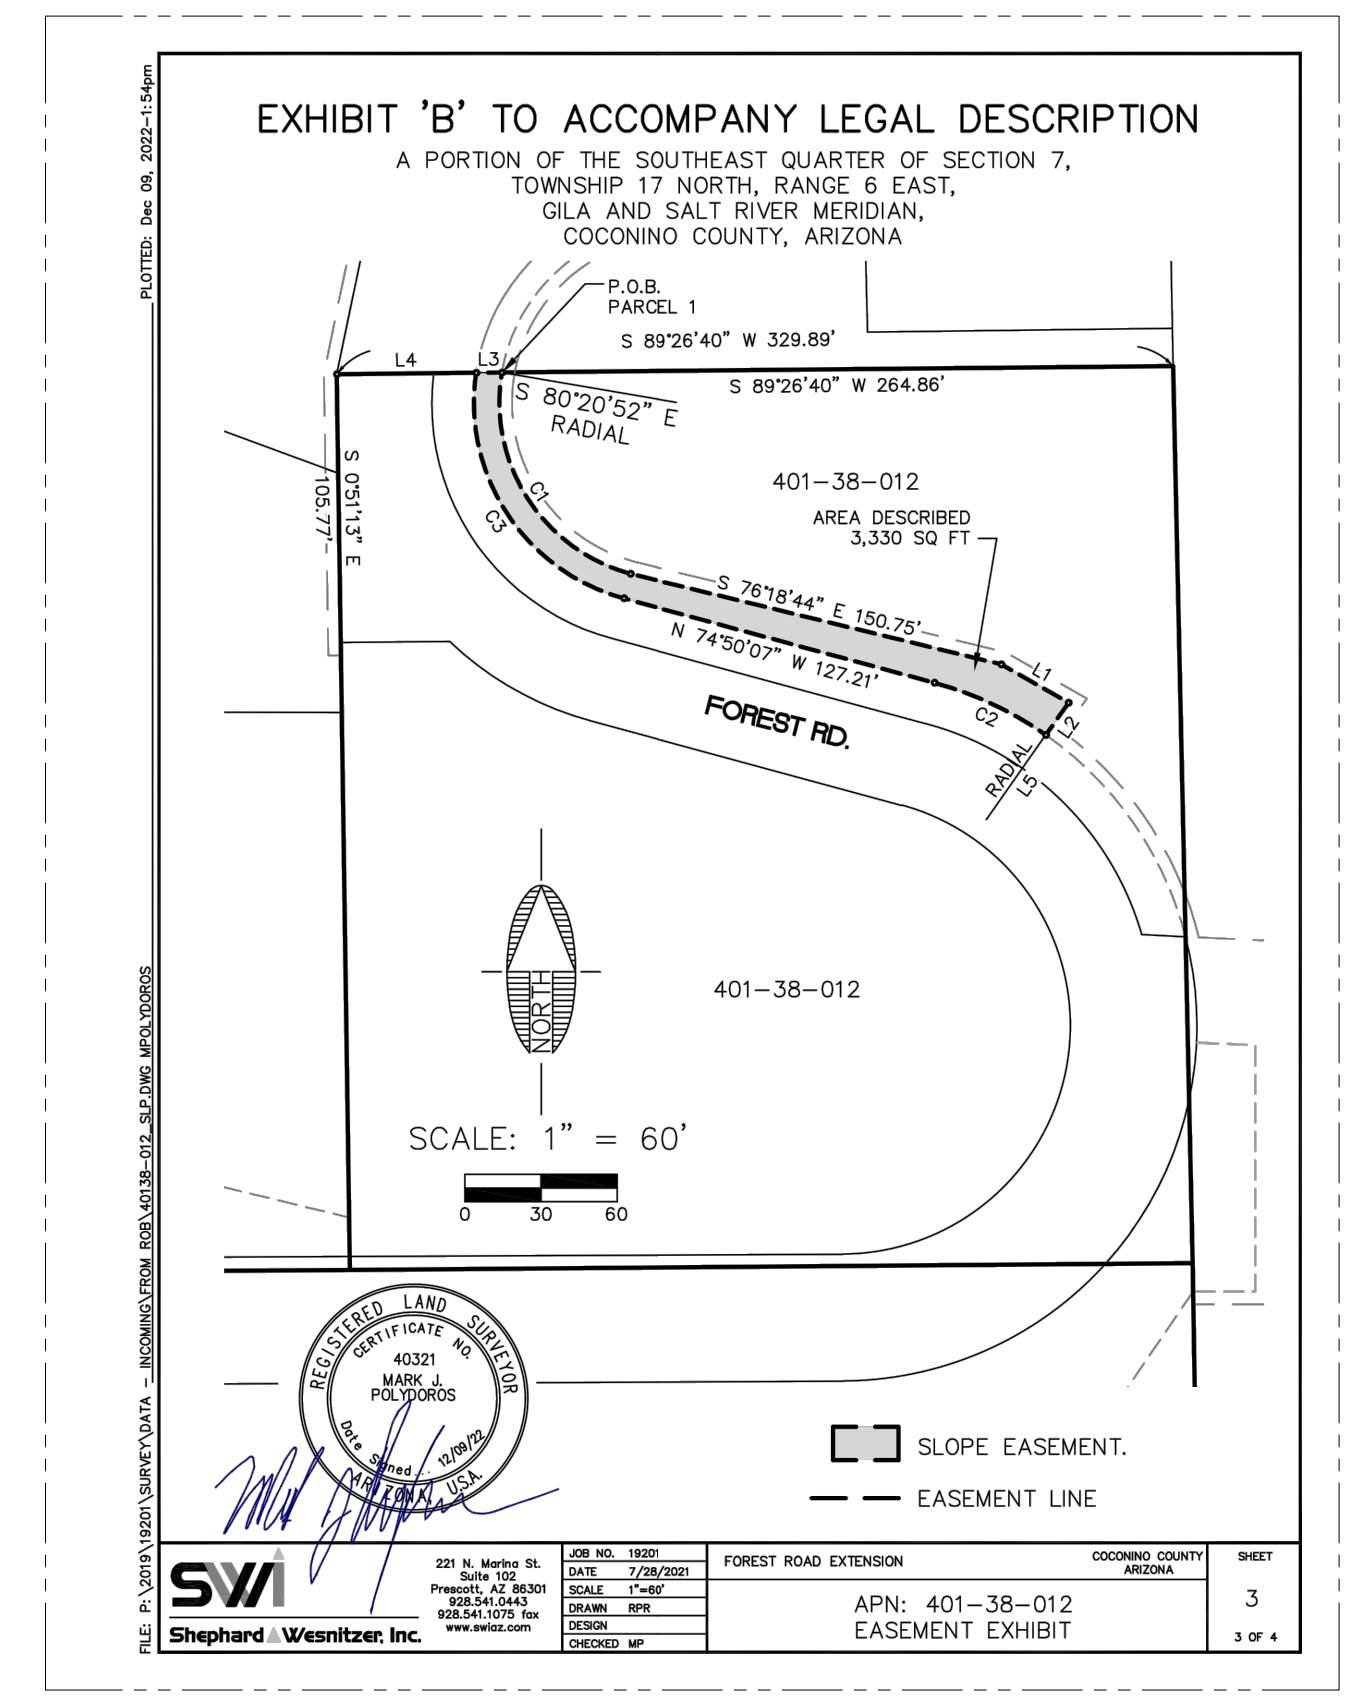 EXHIBIT 'B' TO ACCOMPANY LEGAL DESCRIPTION
A PORTION OF THE SOUTHEAST QUARTER OF SECTION 7,
TOWNSHIP 17 NORTH, RANGE 6 EAST,
GILA AND SALT RIVER MERIDIAN,
COCONINO COUNTY, ARIZONA
PLOTTED: Dec 09, 2022-1:54pm
FILE: P:\2019\19201\SURVEY\DATA - INCOMING\FROM ROB\40138-012_SLP.DWG MPOLYDOROS
P.O.B.
PARCEL 1
S 89°26'40" W 329.89'
L4
L3
S 89°26'40" W 264.86'
S 80°20'52" E
RADIAL
S 0°51'13" E
105.77'
401-38-012
C1
C3
AREA DESCRIBED
3,330 SQ FT
S 76°18'44" E 150.75'
N 74°50'07" W 127.21'
L1
C2
L2
RADIAL
L5
FOREST RD.
NORTH
401-38-012
SCALE: 1" = 60'
0 30 60
REGISTERED LAND SURVEYOR
CERTIFICATE NO.
40321
MARK J.
POLYDOROS
Date Signed... 12/09/22
ARIZONA, U.S.A.
SLOPE EASEMENT.
EASEMENT LINE
SWI
Shephard Wesnitzer, Inc.
221 N. Marina St.
Suite 102
Prescott, AZ 86301
928.541.0443
928.541.1075 fax
www.swiaz.com
JOB NO. 19201
DATE 7/28/2021
SCALE 1"=60'
DRAWN RPR
DESIGN
CHECKED MP
FOREST ROAD EXTENSION
COCONINO COUNTY
ARIZONA
APN: 401-38-012
EASEMENT EXHIBIT
SHEET
3
3 OF 4